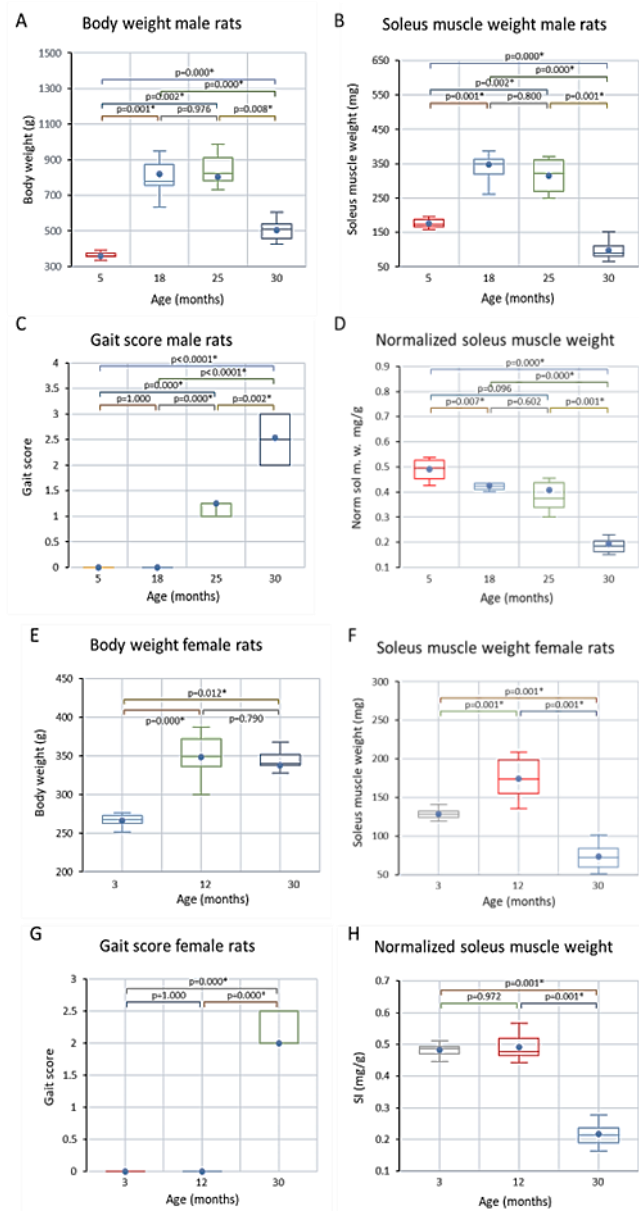 A
Body weight male rats
1500
1300
1100
900
700
500
300
Body weight (g)
p=0.000*
p=0.000*
p=0.002*
p=0.001*
p=0.976
p=0.008*
5
18
25
30
Age (months)
B
Soleus muscle weight male rats
650
550
450
350
250
150
50
Soleus muscle weight (mg)
p=0.000*
p=0.000*
p=0.002*
p=0.001*
p=0.800
p=0.001*
5
18
25
30
Age (months)
C
Gait score male rats
4
3.5
3
2.5
2
1.5
1
0.5
0
Gait score
p<0.0001*
p<0.0001*
p=0.000*
p=1.000
p=0.000*
p=0.002*
5
18
25
30
Age (months)
D
Normalized soleus muscle weight
0.9
0.8
0.7
0.6
0.5
0.4
0.3
0.2
0.1
Norm sol m. w. mg/g
p=0.000*
p=0.000*
p=0.096
p=0.007*
p=0.602
p=0.001*
5
18
25
30
Age (months)
E
Body weight female rats
450
400
350
300
250
200
Body weight (g)
p=0.012*
p=0.000*
p=0.790
3
12
30
Age (months)
F
Soleus muscle weight female rats
300
250
200
150
100
50
Soleus muscle weight (mg)
p=0.001*
p=0.001*
p=0.001*
3
12
30
Age (months)
G
Gait score female rats
3
2.5
2
1.5
1
0.5
0
Gait score
p=0.000*
p=1.000
p=0.000*
3
12
30
Age (months)
H
Normalized soleus muscle weight
0.7
0.6
0.5
0.4
0.3
0.2
0.1
SI (mg/g)
p=0.001*
p=0.972
p=0.001*
3
12
30
Age (months)